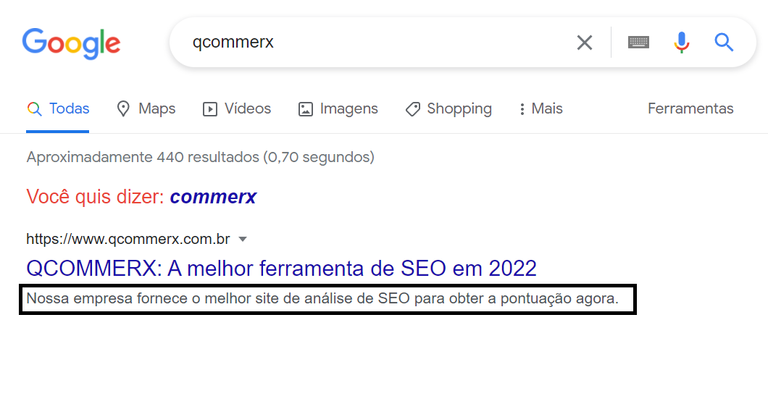 Google
qcommerx
Todas Maps Vídeos Imagens Shopping Mais Ferramentas
Aproximadamente 440 resultados (0,70 segundos)
Você quis dizer: commerx
https://www.qcommerx.com.br
QCOMMERX: A melhor ferramenta de SEO em 2022
Nossa empresa fornece o melhor site de análise de SEO para obter a pontuação agora.